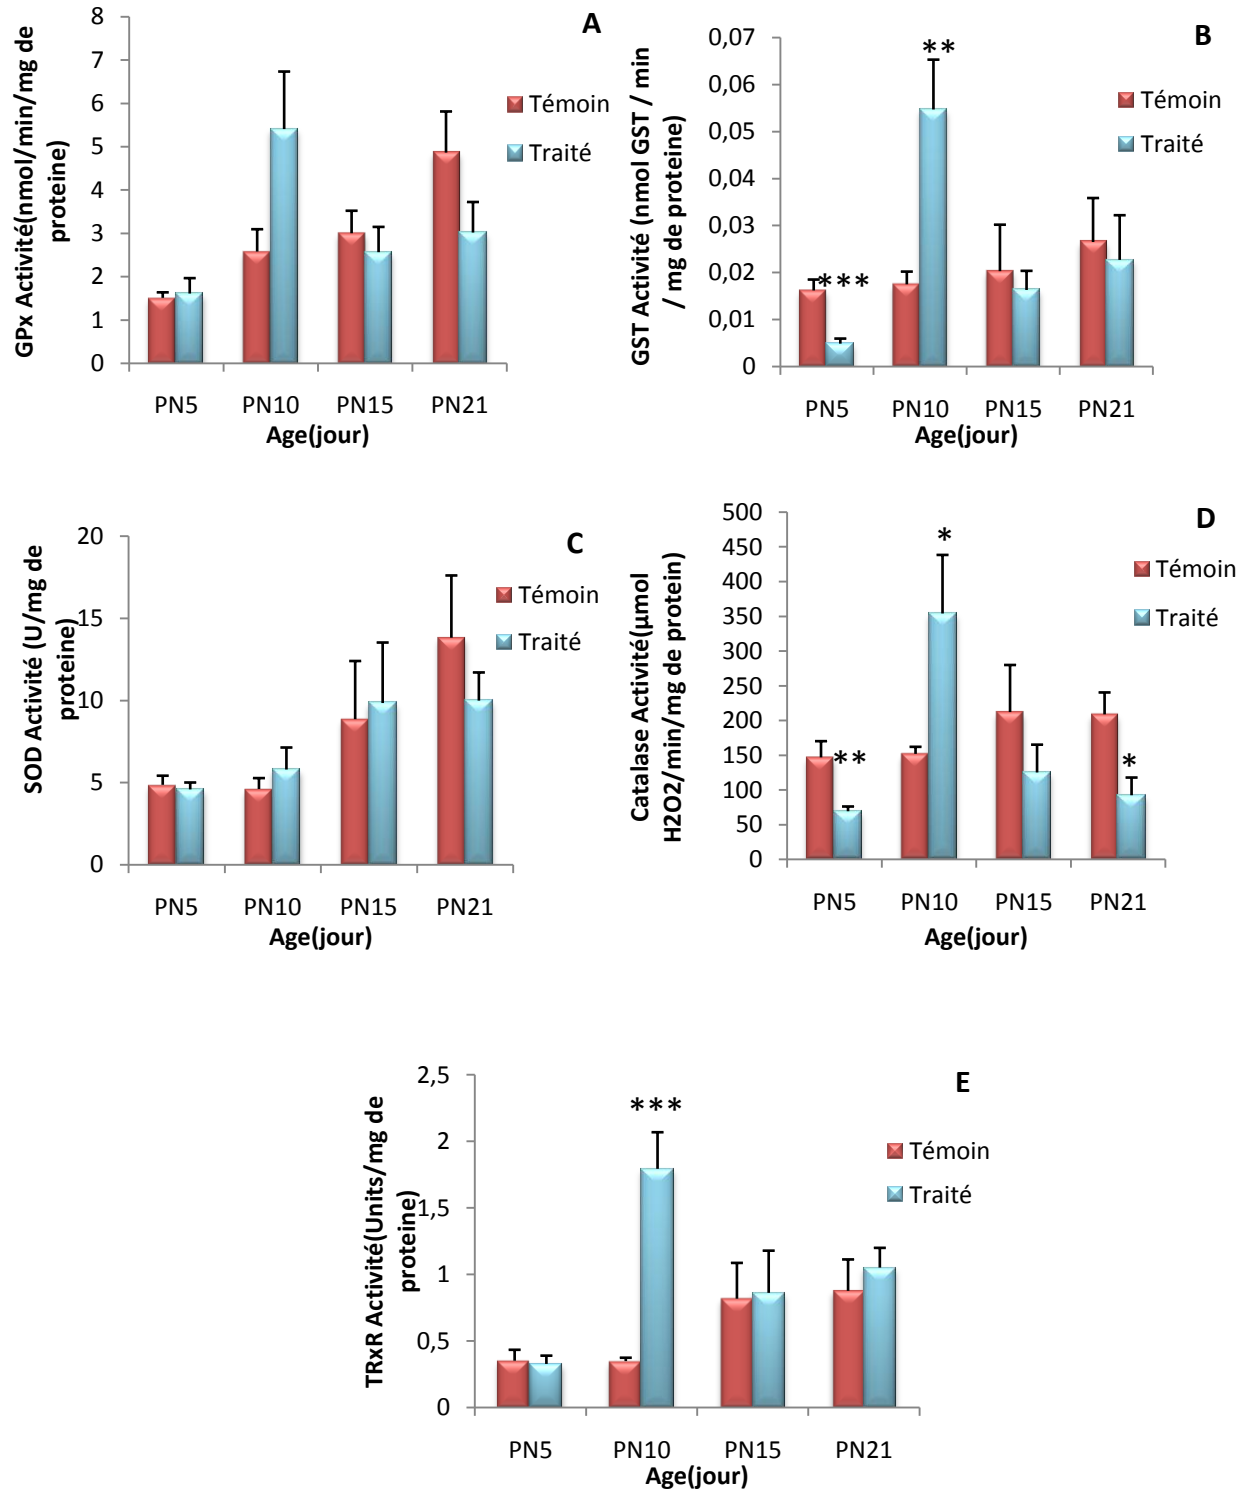 A
GPx Activité(nmol/min/mg de
proteine)
8
7
6
5
4
3
2
1
0
Témoin
Traité
PN5 PN10 PN15 PN21
Age(jour)
B
GST Activité (nmol GST / min
/ mg de proteine)
0,07
0,06
0,05
0,04
0,03
0,02
0,01
0
**
***
Témoin
Traité
PN5 PN10 PN15 PN21
Age(jour)
C
SOD Activité (U/mg de
proteine)
20
15
10
5
0
Témoin
Traité
PN5 PN10 PN15 PN21
Age(jour)
D
Catalase Activité(µmol
H2O2/min/mg de protein)
500
450
400
350
300
250
200
150
100
50
0
*
**
*
Témoin
Traité
PN5 PN10 PN15 PN21
Age(jour)
E
TRxR Activité(Units/mg de
proteine)
2,5
2
1,5
1
0,5
0
***
Témoin
Traité
PN5 PN10 PN15 PN21
Age(jour)